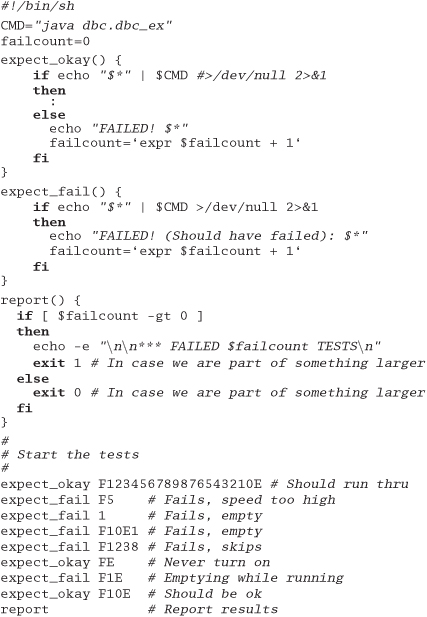 #!/bin/sh
CMD="java dbc.dbc_ex"
failcount=0
expect_okay() {
if echo "$*" | $CMD #>/dev/null 2>&1
then
:
else
echo "FAILED! $*"
failcount=‘expr $failcount + 1‘
fi
}
expect_fail() {
if echo "$*" | $CMD >/dev/null 2>&1
then
echo "FAILED! (Should have failed): $*"
failcount=‘expr $failcount + 1‘
fi
}
report() {
if [ $failcount -gt 0 ]
then
echo -e "\n\n*** FAILED $failcount TESTS\n"
exit 1 # In case we are part of something larger
else
exit 0 # In case we are part of something larger
fi
}
#
# Start the tests
#
expect_okay F123456789876543210E # Should run thru
expect_fail F5 # Fails, speed too high
expect_fail 1 # Fails, empty
expect_fail F10E1 # Fails, empty
expect_fail F1238 # Fails, skips
expect_okay FE # Never turn on
expect_fail F1E # Emptying while running
expect_okay F10E # Should be ok
report # Report results